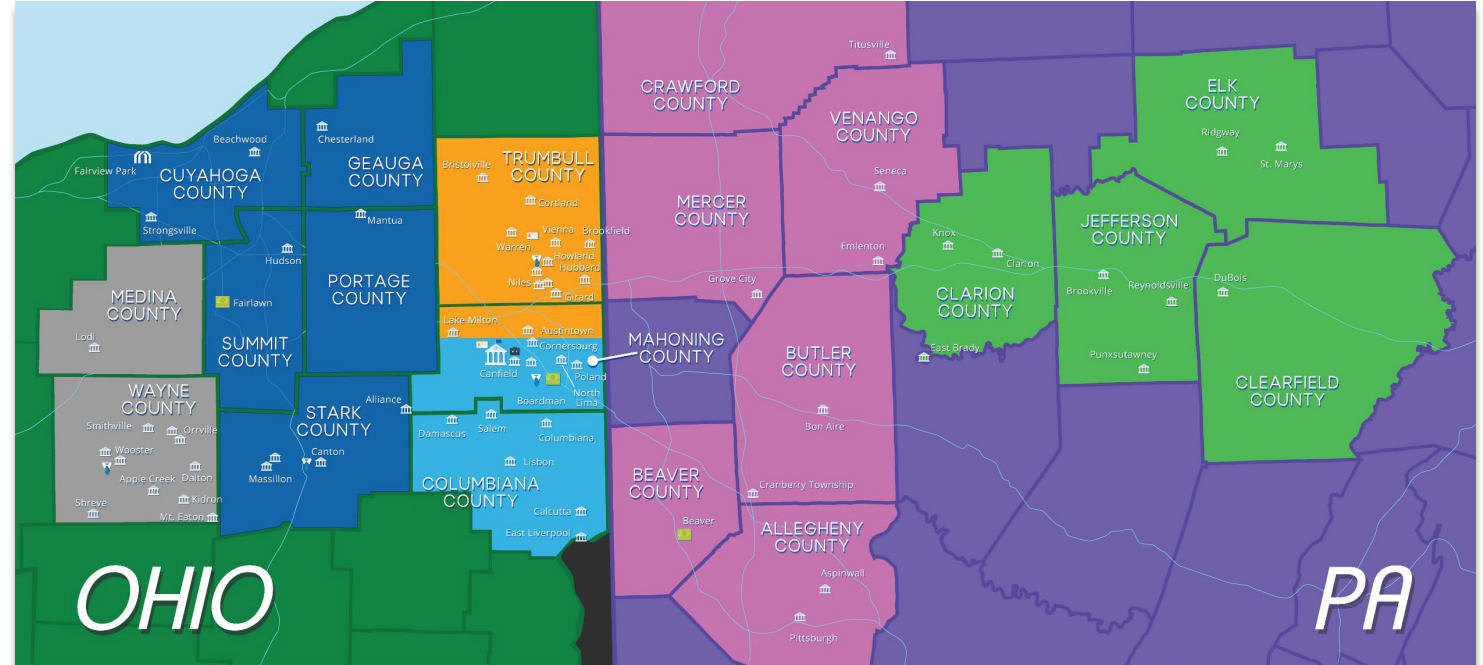 Titusville
CRAWFORD
COUNTY
ELK
COUNTY
VENANGO
COUNTY
Ridgway
St. Marys
Beachwood
Chesterland
Fairview Park
CUYAHOGA
COUNTY
GEAUGA
COUNTY
Bristolville
TRUMBULL
COUNTY
Seneca
Cortland
MERCER
COUNTY
Strongsville
Mantua
JEFFERSON
COUNTY
Hudson
Warren
Vienna
Brookfield
Howland
Hubbard
Niles
Girard
Emlenton
Knox
Clarion
Grove City
PORTAGE
COUNTY
MEDINA
COUNTY
Fairlawn
CLARION
COUNTY
Brookville
Reynoldsville
DuBois
Lodi
SUMMIT
COUNTY
Lake Milton
Austintown
Cornersburg
MAHONING
COUNTY
BUTLER
COUNTY
East Brady
Punxsutawney
Canfield
Poland
Boardman
North
Lima
CLEARFIELD
COUNTY
WAYNE
COUNTY
STARK
COUNTY
Alliance
Smithville
Orrville
Damascus
Salem
Columbiana
Bon Aire
Wooster
Canton
Massillon
Lisbon
Apple Creek
Dalton
COLUMBIANA
COUNTY
BEAVER
COUNTY
Cranberry Township
Shreve
Kidron
Mt. Eaton
Calcutta
East Liverpool
Beaver
ALLEGHENY
COUNTY
Aspinwall
Pittsburgh
OHIO
PA